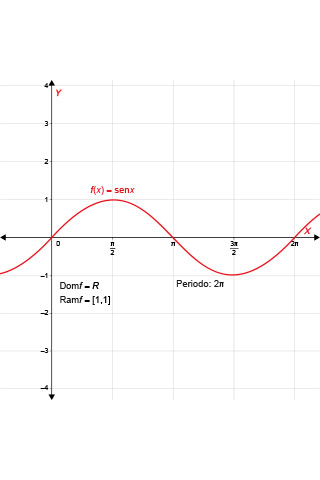 4
Y
3
2
f(x) = senx
1
X
0 π/2 π 3π/2 2π
−1
Domf = R Periodo: 2π
Ramf = [1,1]
−2
−3
−4